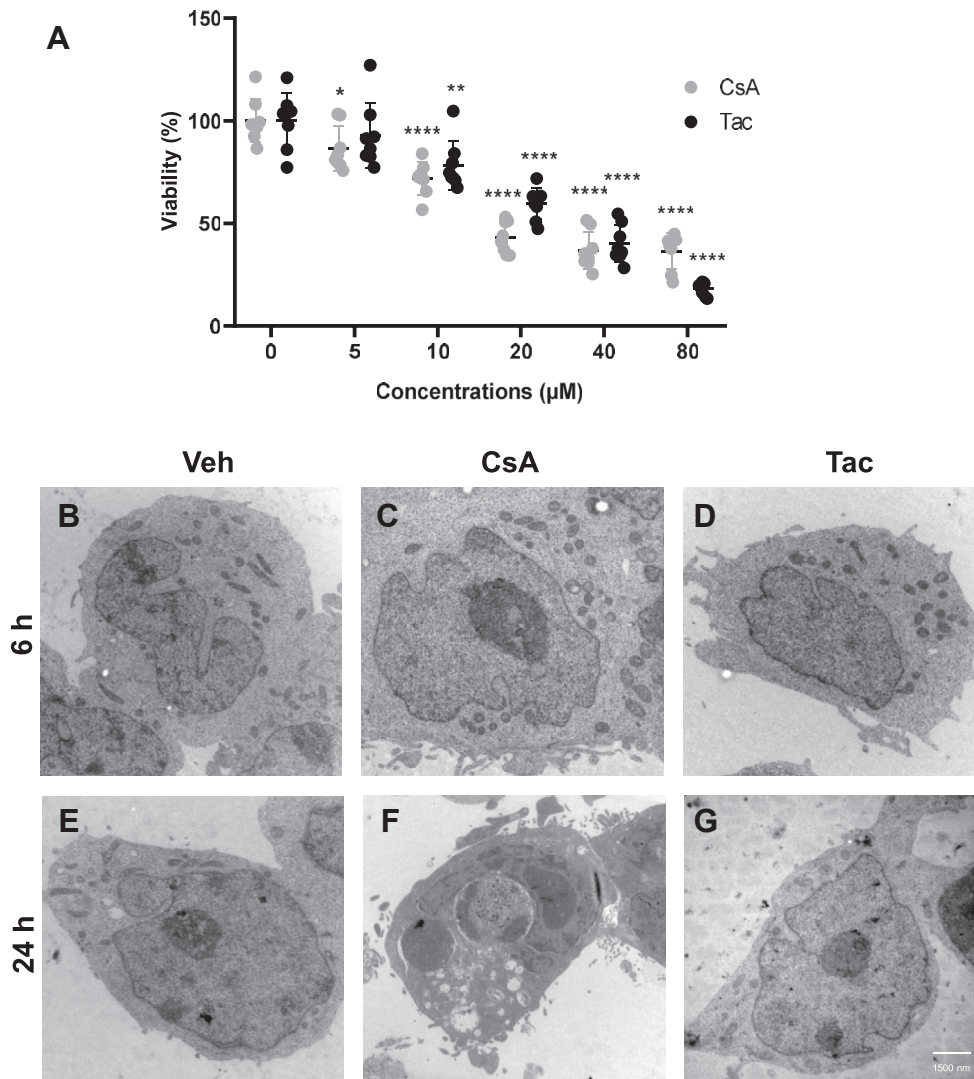 A
150
100
50
0
Viability (%)
*
**
****
****
****
****
****
****
****
CsA
Tac
0 5 10 20 40 80
Concentrations (µM)
Veh CsA Tac
6 h
B C D
24 h
E F G
1500 nm